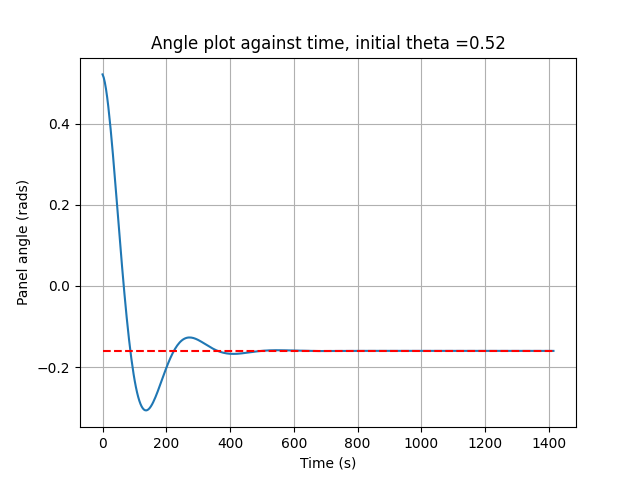 Angle plot against time, initial theta =0.52
Panel angle (rads)
0.4
0.2
0.0
−0.2
0 200 400 600 800 1000 1200 1400
Time (s)